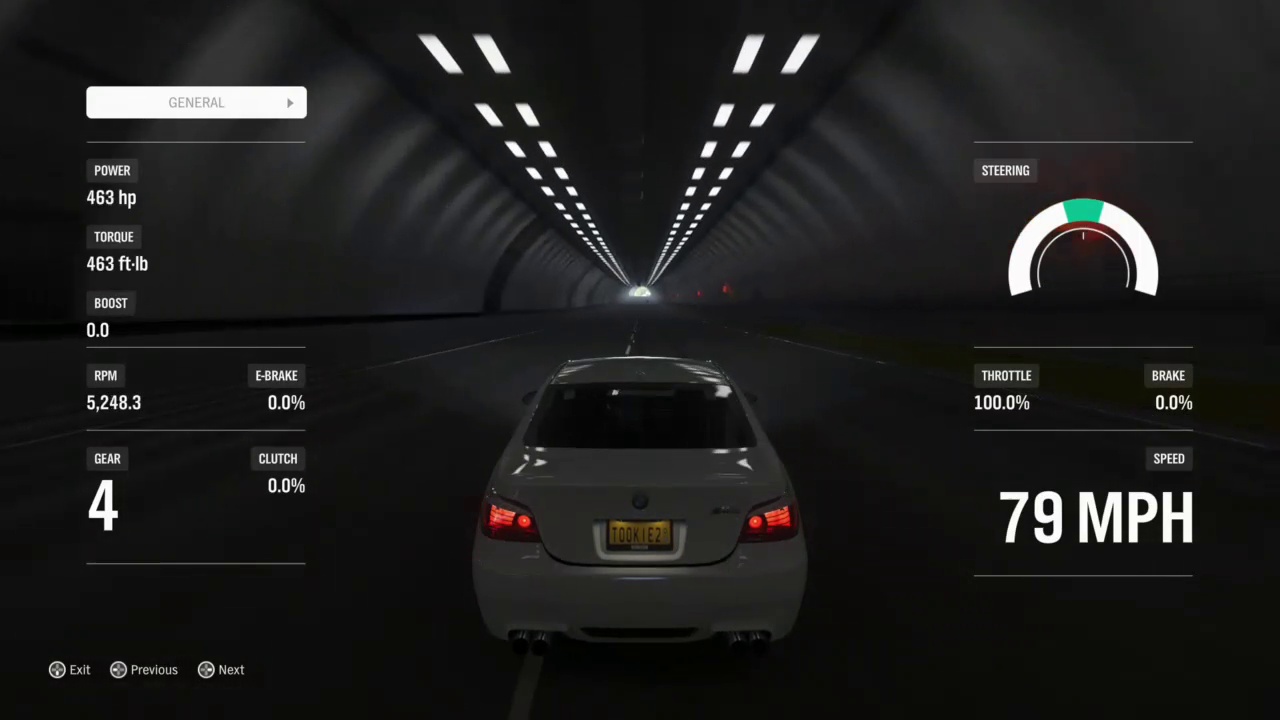 GENERAL
POWER
463 hp
TORQUE
463 ft·lb
BOOST
0.0
RPM
E-BRAKE
5,248.3
0.0%
GEAR
CLUTCH
4
0.0%
STEERING
THROTTLE
BRAKE
100.0%
0.0%
SPEED
79 MPH
TOOKIE2
Exit
Previous
Next